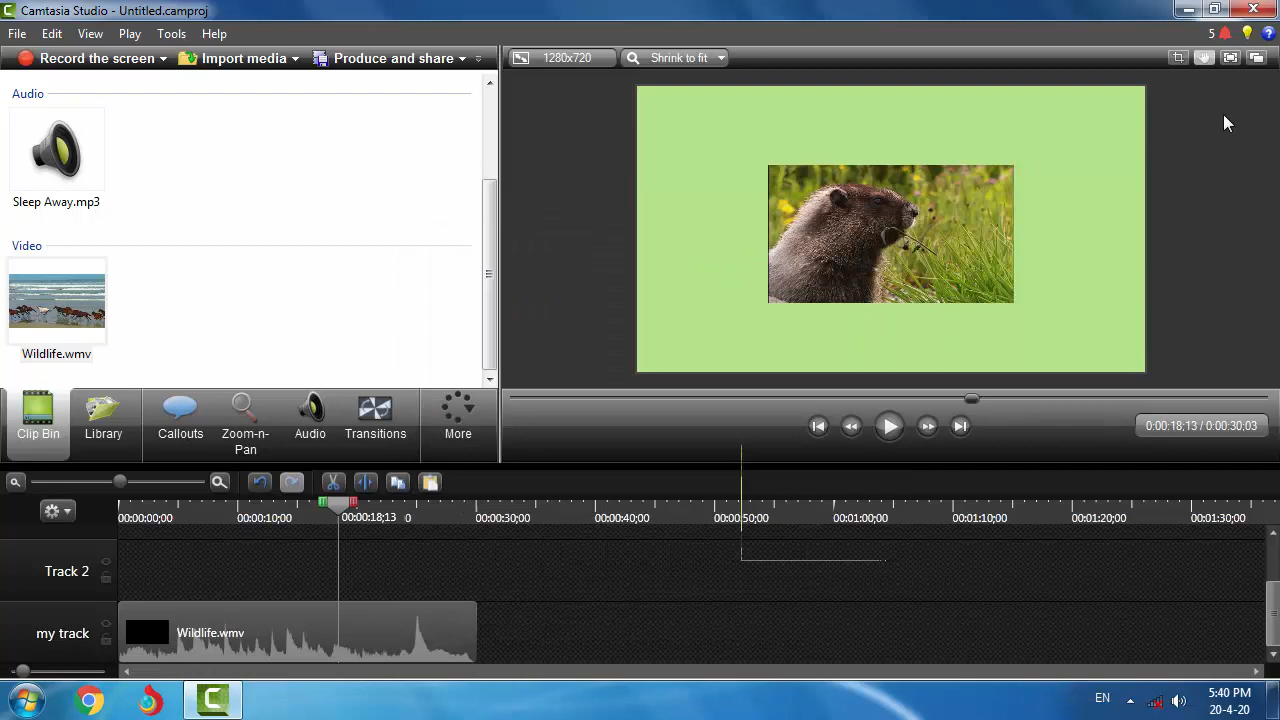 Camtasia Studio - Untitled.camproj
File Edit View Play Tools Help
5
Record the screen Import media Produce and share
1280x720 Shrink to fit
Audio
Sleep Away.mp3
Video
Wildlife.wmv
Clip Bin Library Callouts Zoom-n-Pan Audio Transitions More
0:00:18;13 / 0:00:30;03
00:00:00;00 00:00:10;00 00:00:18;13 0 00:00:30;00 00:00:40;00 00:00:50;00 00:01:00;00 00:01:10;00 00:01:20;00 00:01:30;00
Track 2
my track Wildlife.wmv
EN
5:40 PM
20-4-20